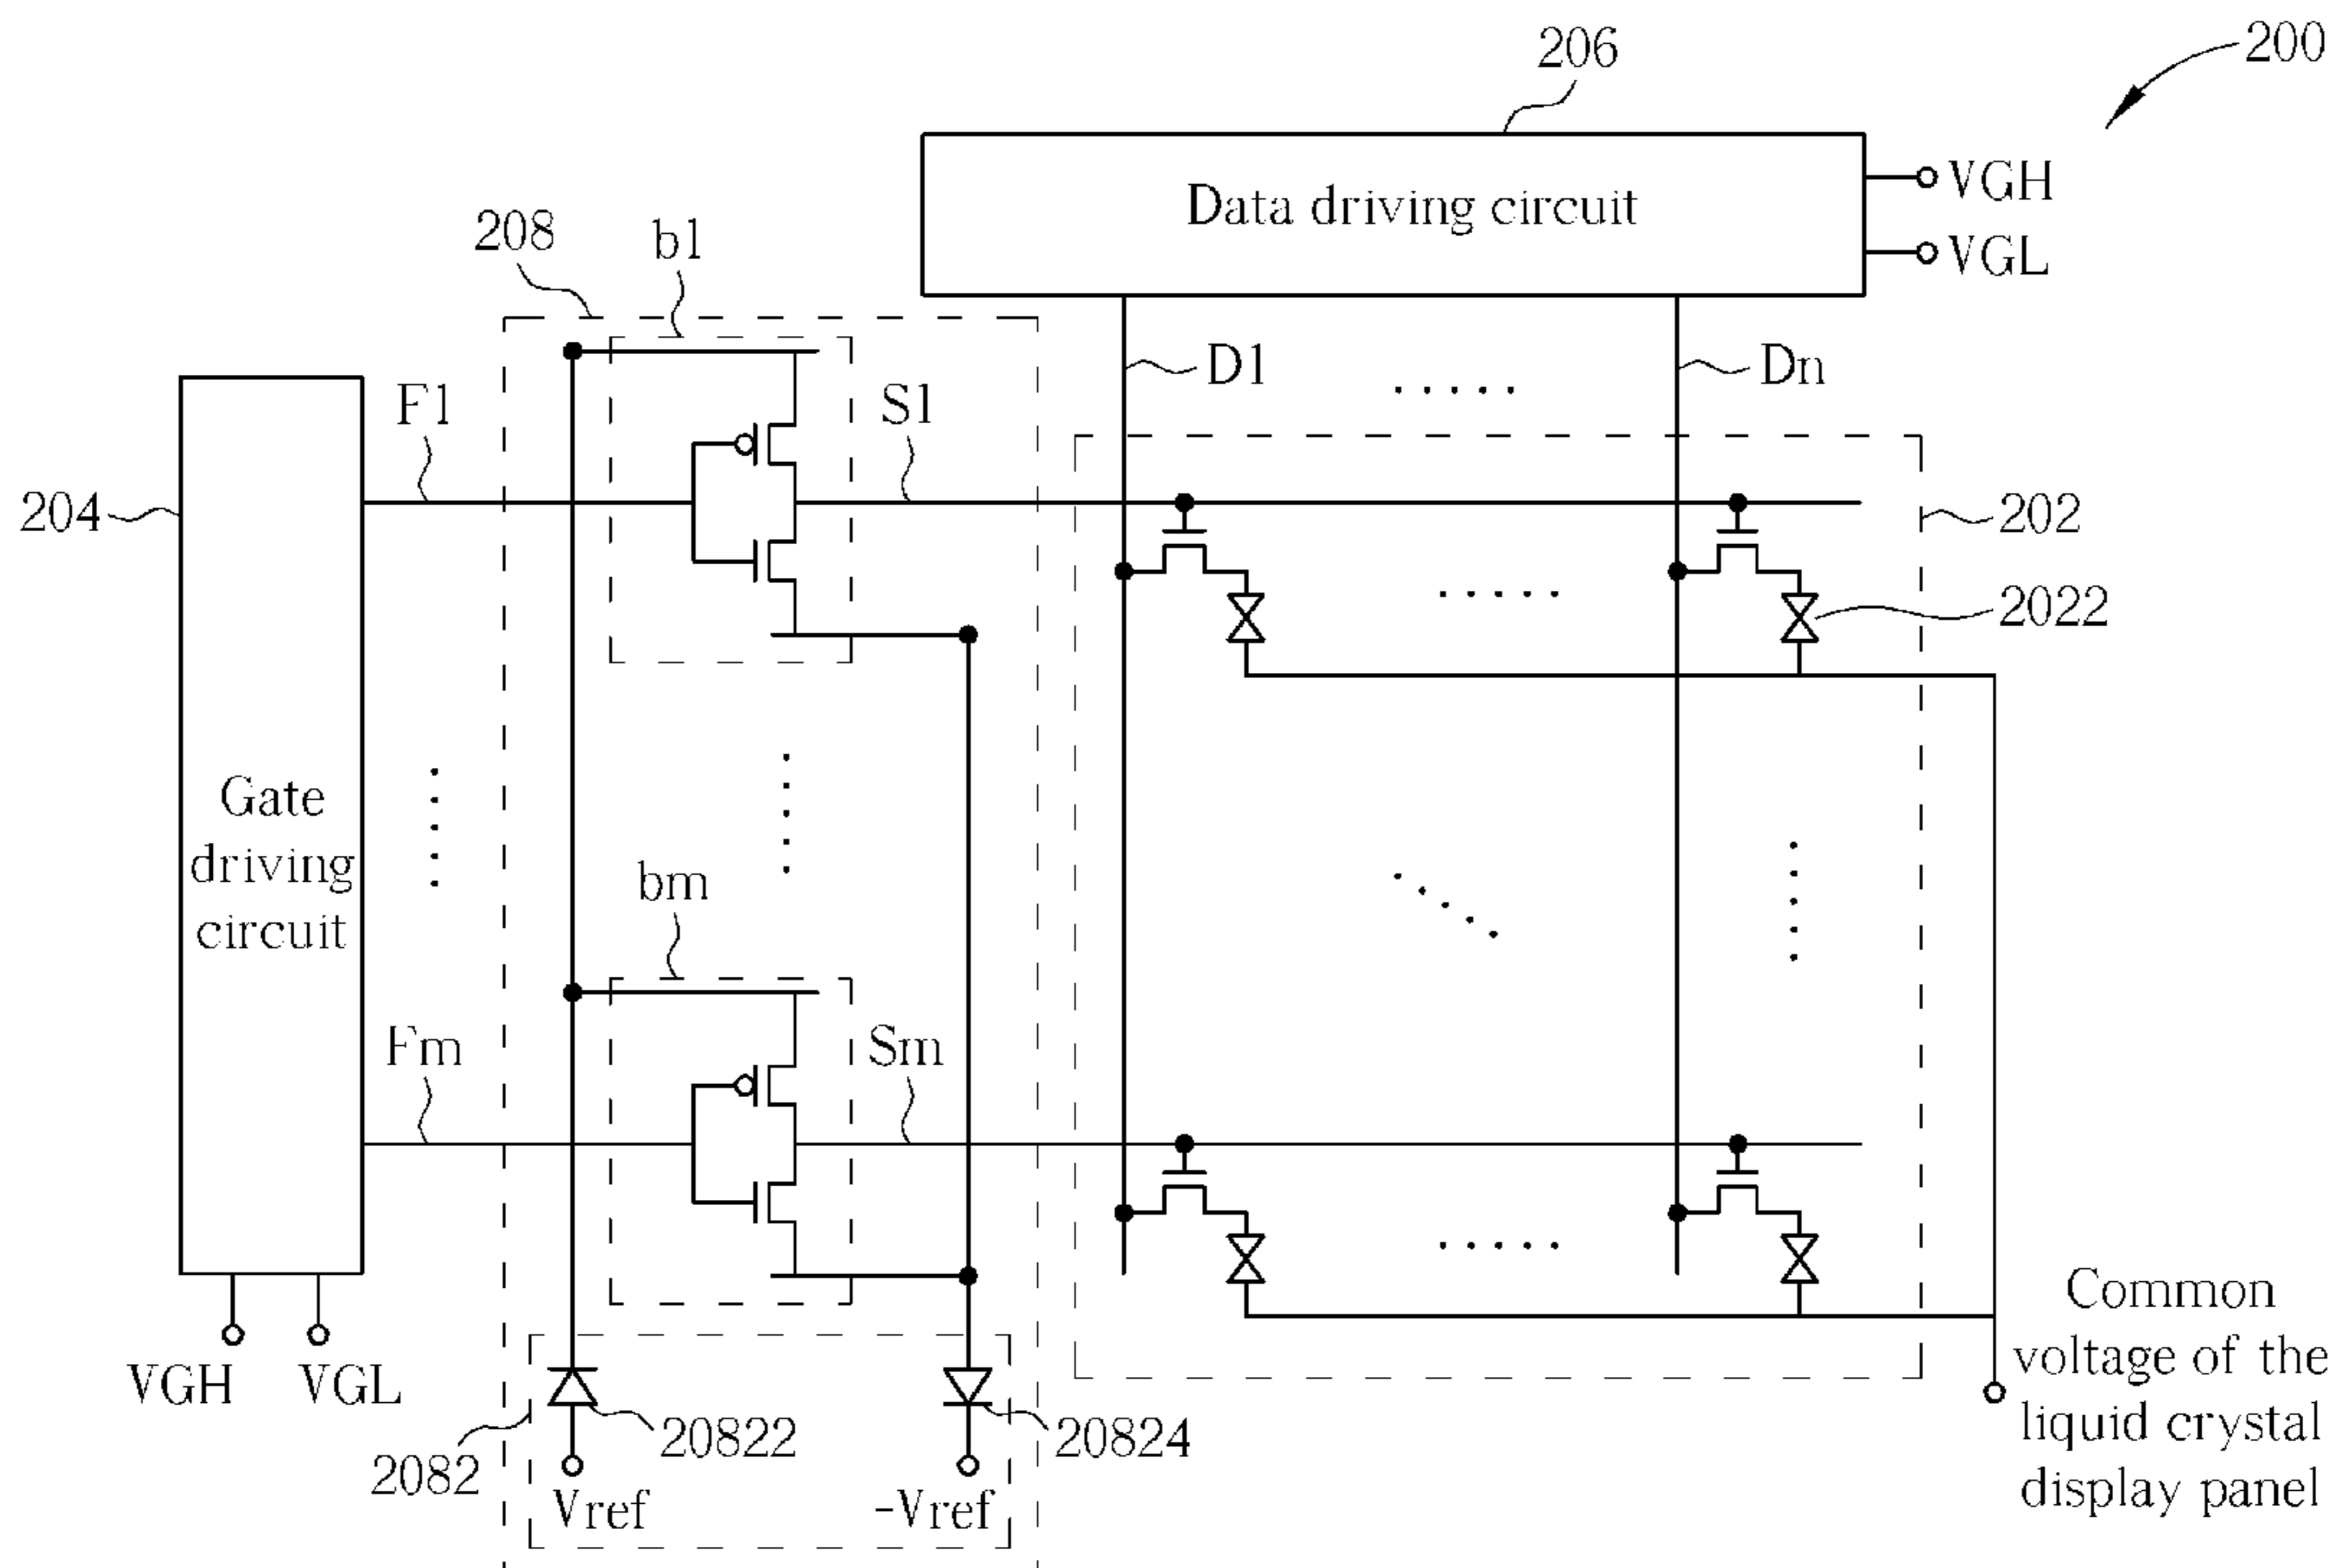 200
206
Data driving circuit
VGH
VGL
208
b1
D1
Dn
F1
S1
204
202
2022
Gate
driving
circuit
bm
Fm
Sm
VGH
VGL
2082
20822
20824
Vref
-Vref
Common
voltage of the
liquid crystal
display panel